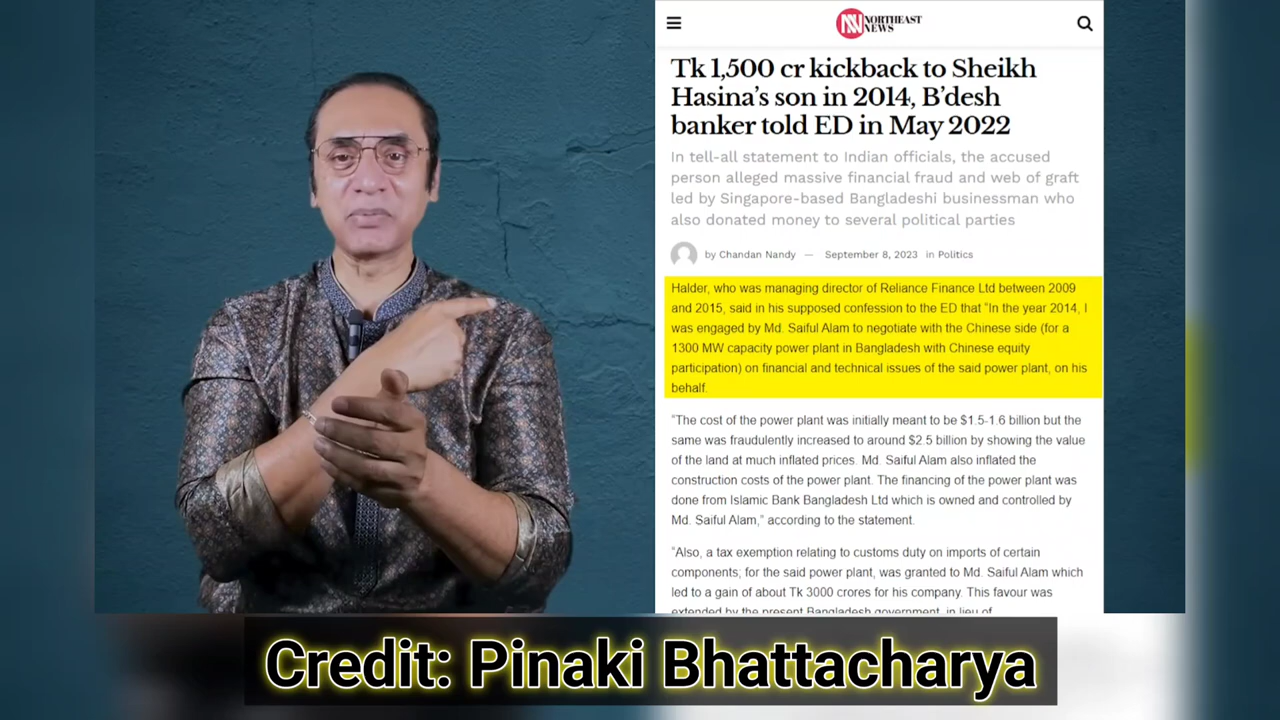 NORTHEAST
NEWS
Tk 1,500 cr kickback to Sheikh
Hasina’s son in 2014, B’desh
banker told ED in May 2022
In tell-all statement to Indian officials, the accused
person alleged massive financial fraud and web of graft
led by Singapore-based Bangladeshi businessman who
also donated money to several political parties
by Chandan Nandy — September 8, 2023 in Politics
Halder, who was managing director of Reliance Finance Ltd between 2009
and 2015, said in his supposed confession to the ED that “In the year 2014, I
was engaged by Md. Saiful Alam to negotiate with the Chinese side (for a
1300 MW capacity power plant in Bangladesh with Chinese equity
participation) on financial and technical issues of the said power plant, on his
behalf.
“The cost of the power plant was initially meant to be $1.5-1.6 billion but the
same was fraudulently increased to around $2.5 billion by showing the value
of the land at much inflated prices. Md. Saiful Alam also inflated the
construction costs of the power plant. The financing of the power plant was
done from Islamic Bank Bangladesh Ltd which is owned and controlled by
Md. Saiful Alam,” according to the statement.
“Also, a tax exemption relating to customs duty on imports of certain
components; for the said power plant, was granted to Md. Saiful Alam which
led to a gain of about Tk 3000 crores for his company. This favour was
extended by the present Bangladesh government, in lieu of
Credit: Pinaki Bhattacharya